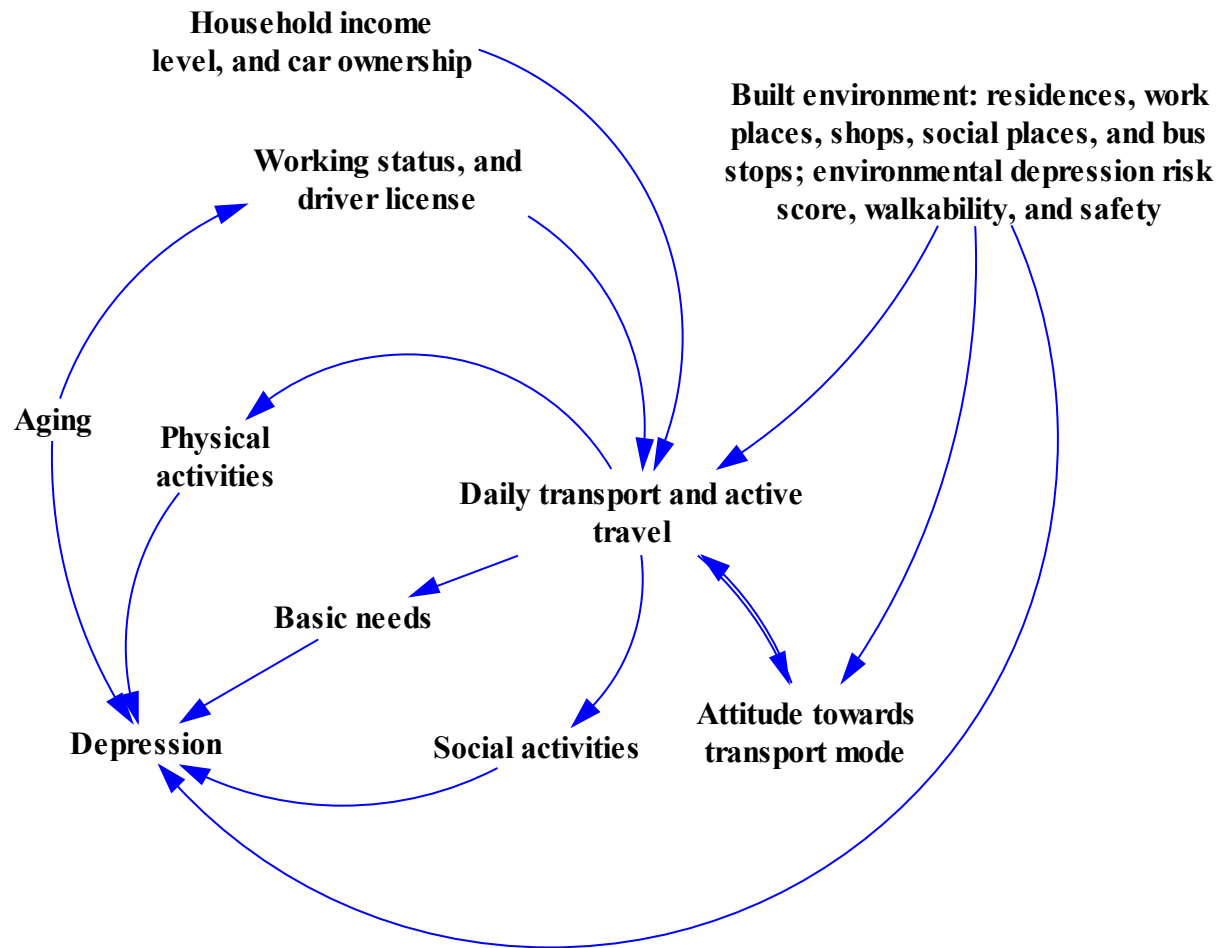 Household income
level, and car ownership
Built environment: residences, work
places, shops, social places, and bus
stops; environmental depression risk
score, walkability, and safety
Working status, and
driver license
Aging
Physical
activities
Daily transport and active
travel
Basic needs
Attitude towards
transport mode
Depression
Social activities